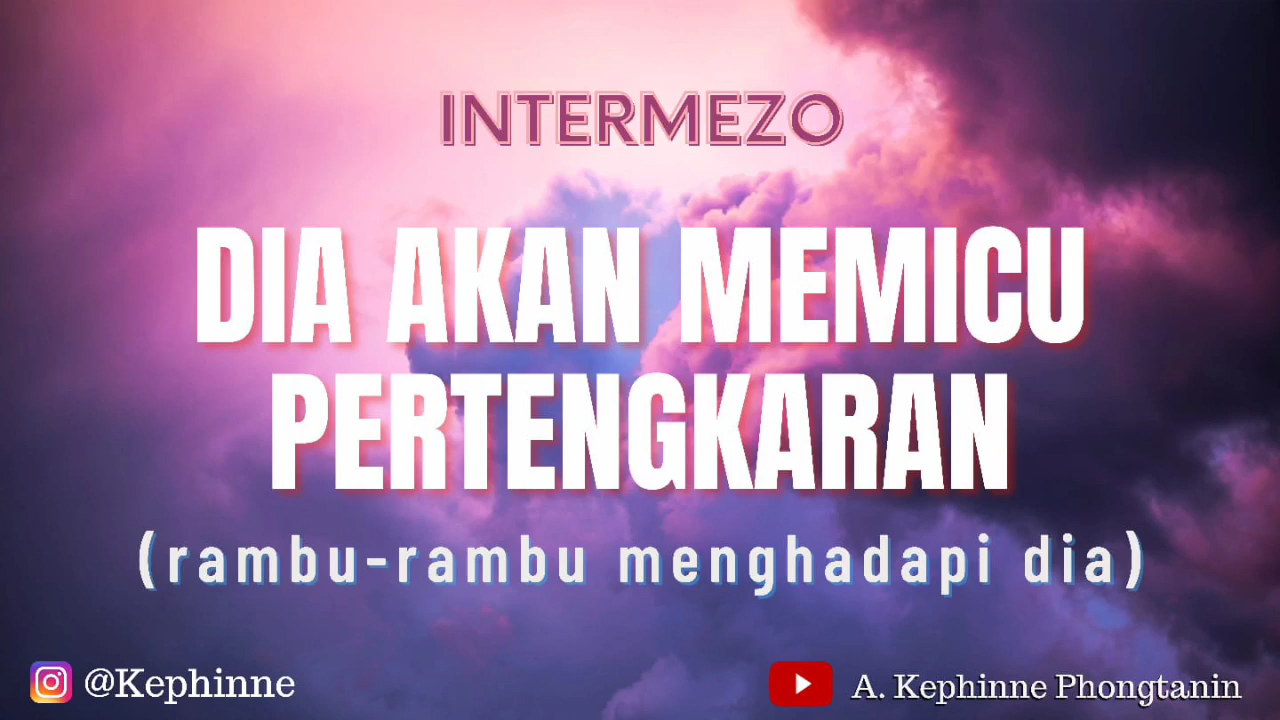 INTERMEZO
DIA AKAN MEMICU
PERTENGKARAN
(rambu-rambu menghadapi dia)
@Kephinne
A. Kephinne Phongtanin